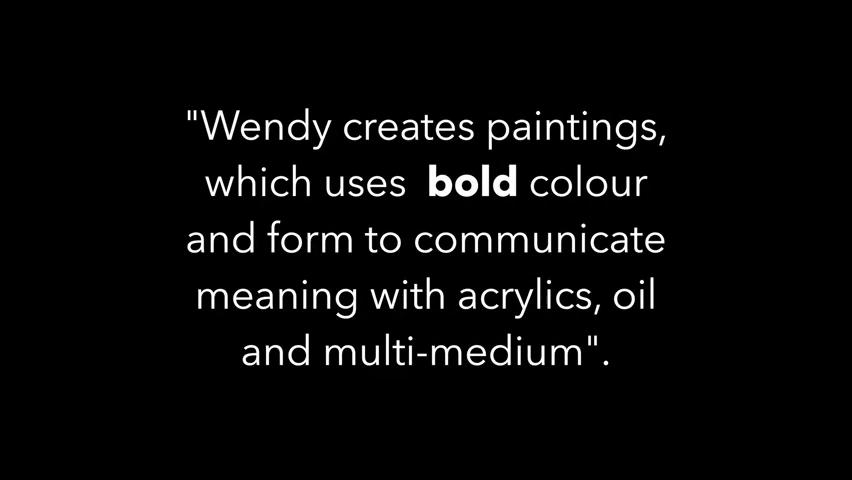 "Wendy creates paintings,
which uses  bold colour
and form to communicate
meaning with acrylics, oil
and multi-medium".